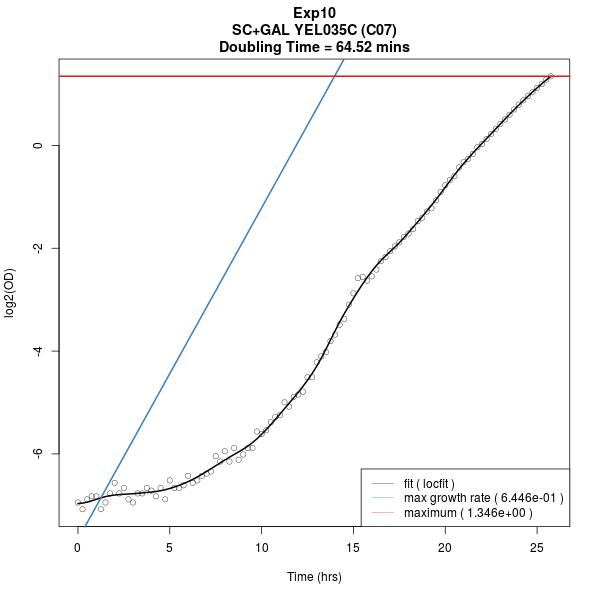 Exp10
SC+GAL YEL035C (C07)
Doubling Time = 64.52 mins
log2(OD)
0
-2
-4
-6
fit ( locfit )
max growth rate ( 6.446e-01 )
maximum ( 1.346e+00 )
0 5 10 15 20 25
Time (hrs)